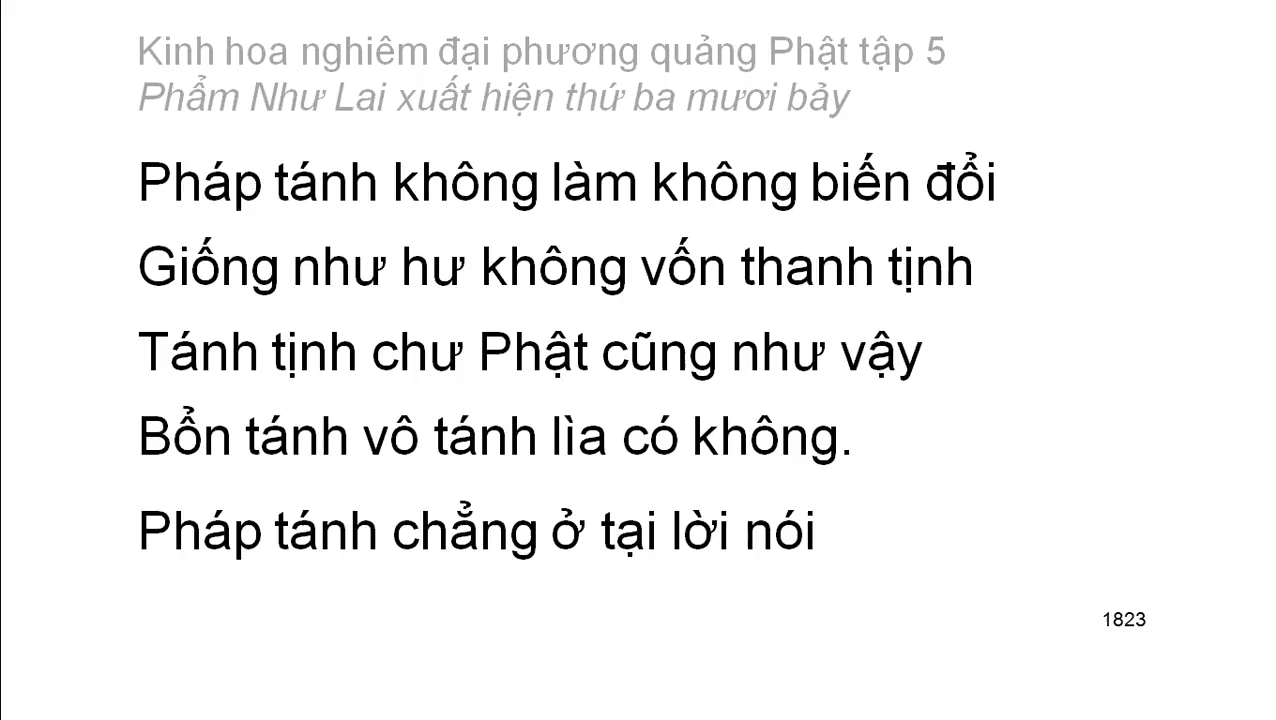 Kinh hoa nghiêm đại phương quảng Phật tập 5
Phẩm Như Lai xuất hiện thứ ba mươi bảy
Pháp tánh không làm không biến đổi
Giống như hư không vốn thanh tịnh
Tánh tịnh chư Phật cũng như vậy
Bổn tánh vô tánh lìa có không.
Pháp tánh chẳng ở tại lời nói
1823